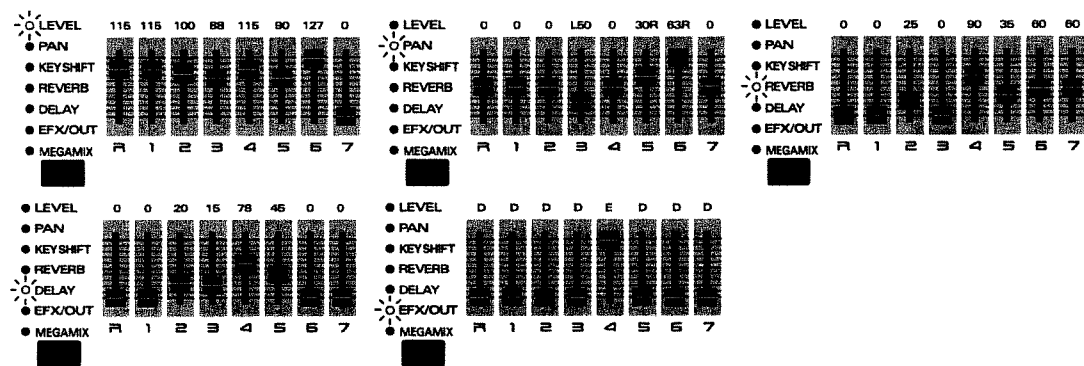 LEVEL 115 115 100 88 115 90 127 0
PAN
KEYSHIFT
REVERB
DELAY
EFX/OUT
MEGAMIX R 1 2 3 4 5 6 7
LEVEL 0 0 0 L50 0 30R 63R 0
PAN
KEYSHIFT
REVERB
DELAY
EFX/OUT
MEGAMIX R 1 2 3 4 5 6 7
LEVEL 0 0 25 0 90 35 60 60
PAN
KEYSHIFT
REVERB
DELAY
EFX/OUT
MEGAMIX R 1 2 3 4 5 6 7
LEVEL 0 0 20 15 78 45 0 0
PAN
KEYSHIFT
REVERB
DELAY
EFX/OUT
MEGAMIX R 1 2 3 4 5 6 7
LEVEL D D D D E D D D
PAN
KEYSHIFT
REVERB
DELAY
EFX/OUT
MEGAMIX R 1 2 3 4 5 6 7